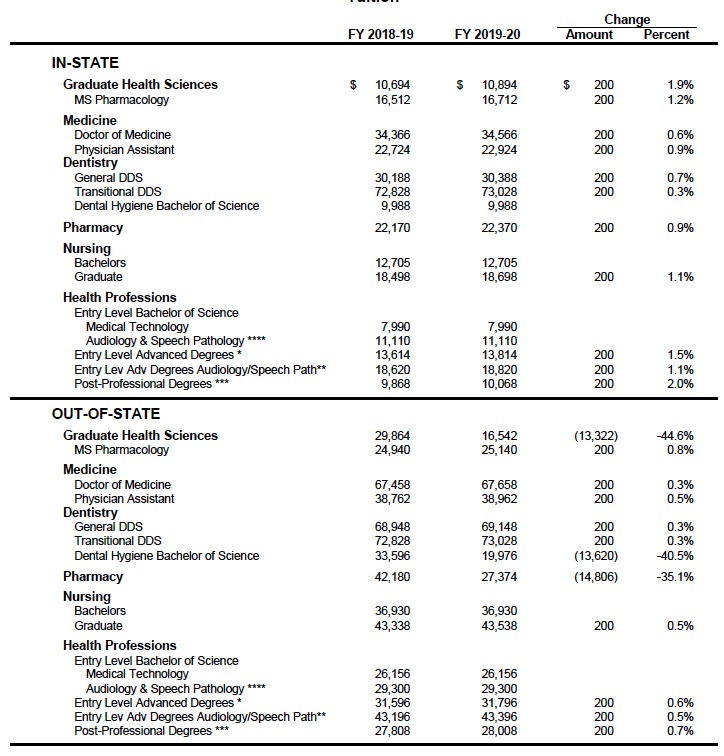 Tuition
Change
FY 2018-19 FY 2019-20 Amount Percent
IN-STATE
Graduate Health Sciences $ 10,694 $ 10,894 $ 200 1.9%
MS Pharmacology 16,512 16,712 200 1.2%
Medicine
Doctor of Medicine 34,366 34,566 200 0.6%
Physician Assistant 22,724 22,924 200 0.9%
Dentistry
General DDS 30,188 30,388 200 0.7%
Transitional DDS 72,828 73,028 200 0.3%
Dental Hygiene Bachelor of Science 9,988 9,988
Pharmacy 22,170 22,370 200 0.9%
Nursing
Bachelors 12,705 12,705
Graduate 18,498 18,698 200 1.1%
Health Professions
Entry Level Bachelor of Science
Medical Technology 7,990 7,990
Audiology & Speech Pathology **** 11,110 11,110
Entry Level Advanced Degrees * 13,614 13,814 200 1.5%
Entry Lev Adv Degrees Audiology/Speech Path** 18,620 18,820 200 1.1%
Post-Professional Degrees *** 9,868 10,068 200 2.0%
OUT-OF-STATE
Graduate Health Sciences 29,864 16,542 (13,322) -44.6%
MS Pharmacology 24,940 25,140 200 0.8%
Medicine
Doctor of Medicine 67,458 67,658 200 0.3%
Physician Assistant 38,762 38,962 200 0.5%
Dentistry
General DDS 68,948 69,148 200 0.3%
Transitional DDS 72,828 73,028 200 0.3%
Dental Hygiene Bachelor of Science 33,596 19,976 (13,620) -40.5%
Pharmacy 42,180 27,374 (14,806) -35.1%
Nursing
Bachelors 36,930 36,930
Graduate 43,338 43,538 200 0.5%
Health Professions
Entry Level Bachelor of Science
Medical Technology 26,156 26,156
Audiology & Speech Pathology **** 29,300 29,300
Entry Level Advanced Degrees * 31,596 31,796 200 0.6%
Entry Lev Adv Degrees Audiology/Speech Path** 43,196 43,396 200 0.5%
Post-Professional Degrees *** 27,808 28,008 200 0.7%